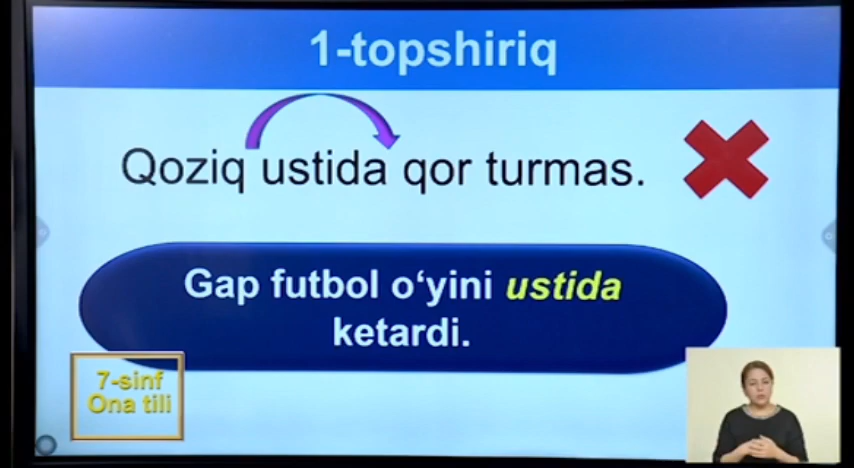 1-topshiriq
Qoziq ustida qor turmas.
Gap futbol o‘yini ustida
ketardi.
7-sinf
Ona tili